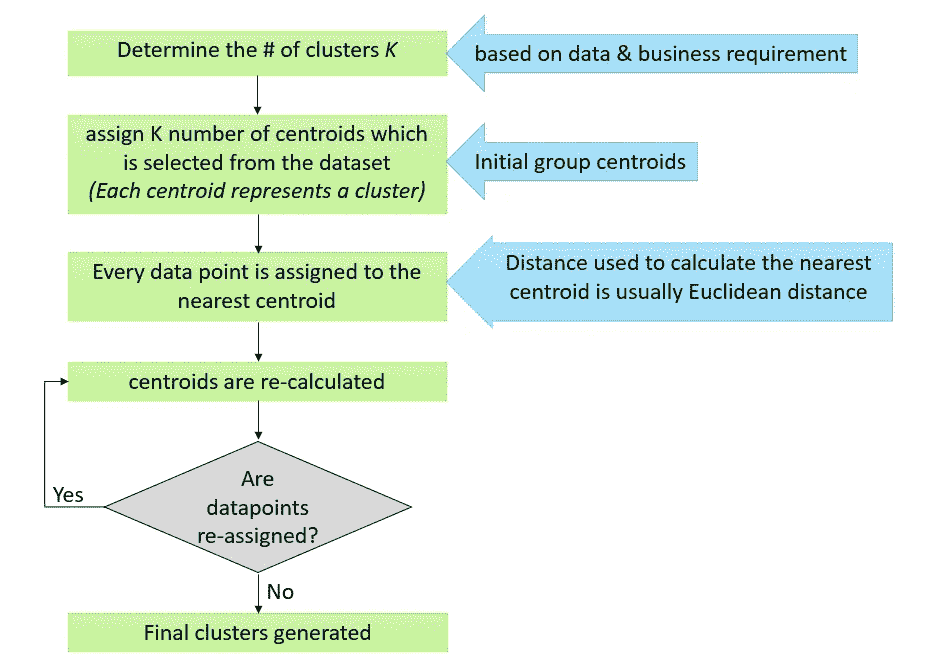 Determine the # of clusters K
based on data & business requirement
assign K number of centroids which
is selected from the dataset
(Each centroid represents a cluster)
Initial group centroids
Every data point is assigned to the
nearest centroid
Distance used to calculate the nearest
centroid is usually Euclidean distance
centroids are re-calculated
Are
datapoints
re-assigned?
Yes
No
Final clusters generated